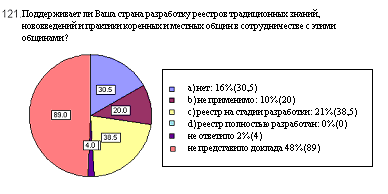 121 Поддерживает ли Ваша страна разработку реестров традиционных знаний,
нововведений и практики коренных и местных общин в сотрудничестве с этими
общинами?
30.5
20.0
38.5
4.0
89.0
a) нет: 16% (30,5)
b) не применимо: 10% (20)
c) реестр на стадии разработки: 21% (38,5)
d) реестр полностью разработан: 0% (0)
не ответило 2% (4)
не представило доклада 48% (89)